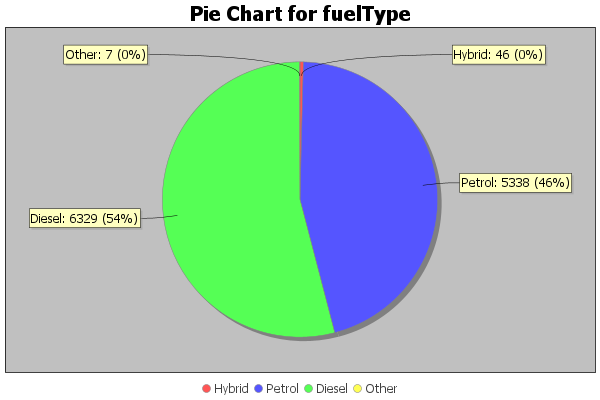 Pie Chart for fuelType
Other: 7 (0%)
Hybrid: 46 (0%)
Petrol: 5338 (46%)
Diesel: 6329 (54%)
Hybrid Petrol Diesel Other